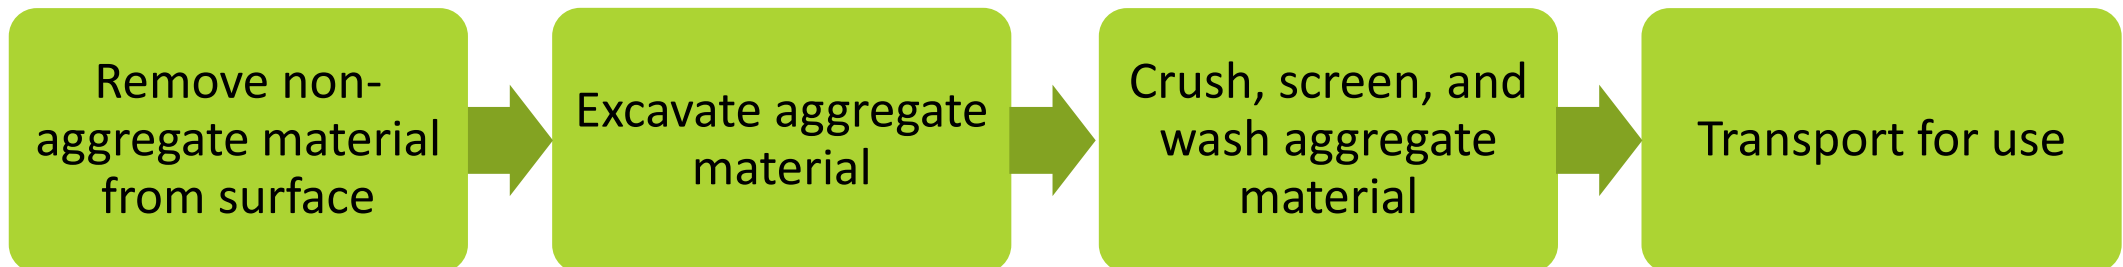 Remove non-
aggregate material
from surface
Excavate aggregate
material
Crush, screen, and
wash aggregate
material
Transport for use